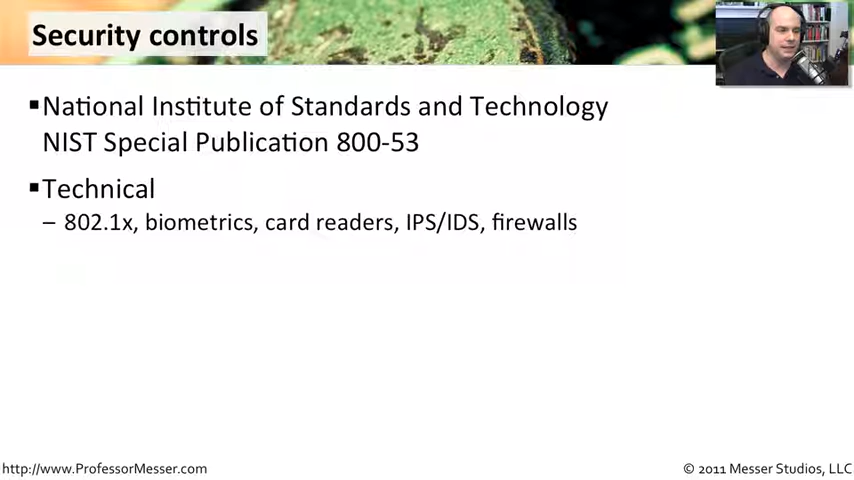 Security controls
▪National Institute of Standards and Technology
NIST Special Publication 800-53
▪Technical
– 802.1x, biometrics, card readers, IPS/IDS, firewalls
http://www.ProfessorMesser.com
© 2011 Messer Studios, LLC